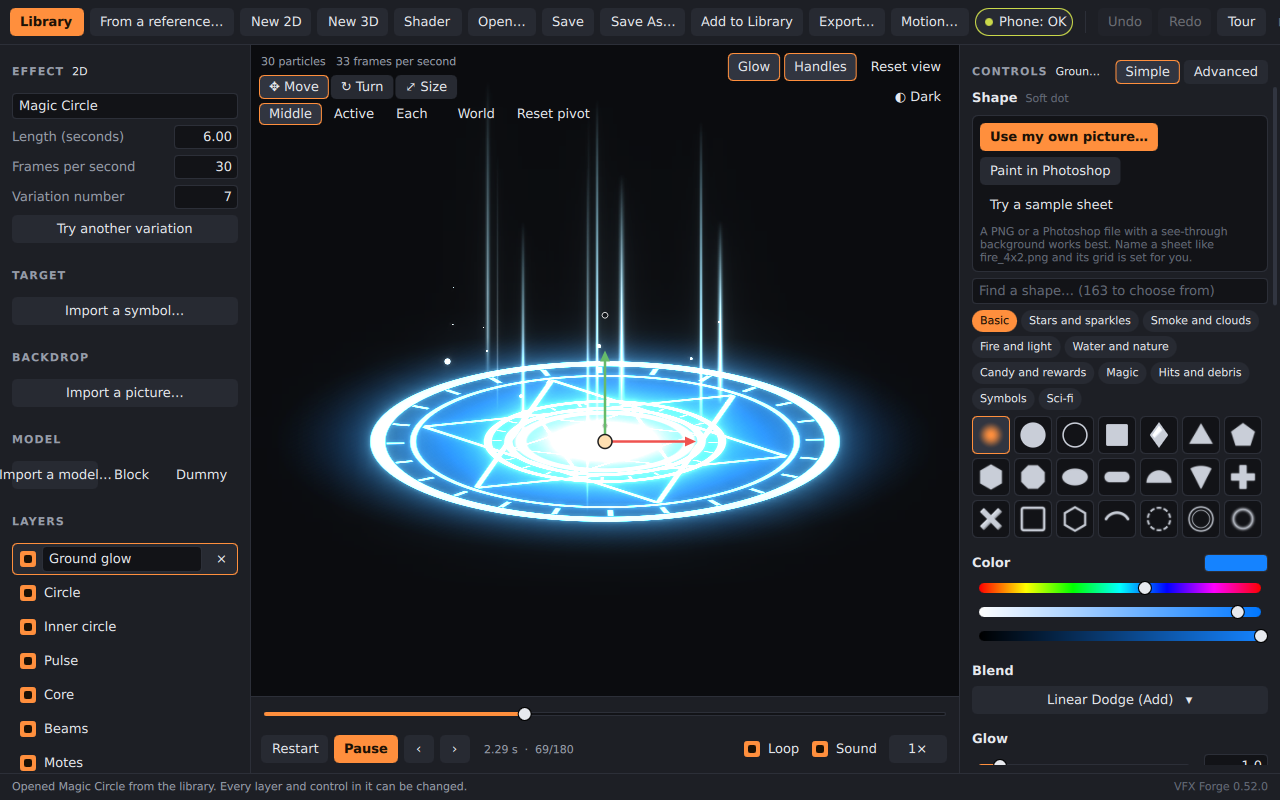 Library From a reference... New 2D New 3D Shader Open... Save Save As... Add to Library Export... Motion... Phone: OK Undo Redo Tour
EFFECT 2D
Magic Circle
Length (seconds) 6.00
Frames per second 30
Variation number 7
Try another variation
TARGET
Import a symbol...
BACKDROP
Import a picture...
MODEL
Import a model... Block Dummy
LAYERS
Ground glow ×
Circle
Inner circle
Pulse
Core
Beams
Motes
30 particles 33 frames per second
Move Turn Size
Middle Active Each World Reset pivot
Glow Handles Reset view
Dark
Restart Pause ‹ › 2.29 s · 69/180 Loop Sound 1×
CONTROLS Groun... Simple Advanced
Shape Soft dot
Use my own picture...
Paint in Photoshop
Try a sample sheet
A PNG or a Photoshop file with a see-through
background works best. Name a sheet like
fire_4x2.png and its grid is set for you.
Find a shape... (163 to choose from)
Basic Stars and sparkles Smoke and clouds
Fire and light Water and nature
Candy and rewards Magic Hits and debris
Symbols Sci-fi
Color
Blend
Linear Dodge (Add)
Glow
1.0
Opened Magic Circle from the library. Every layer and control in it can be changed.
VFX Forge 0.52.0